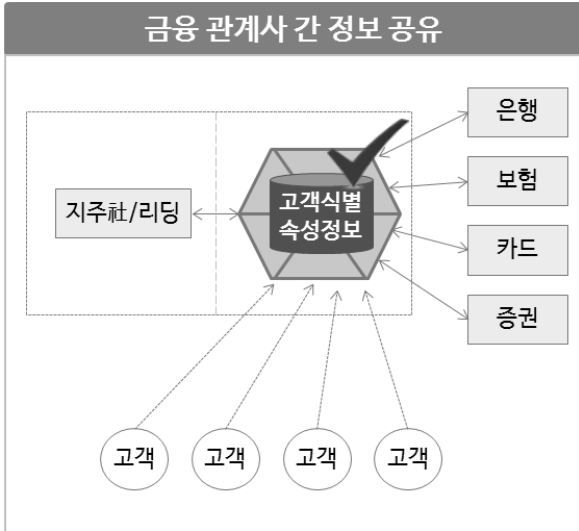 금융 관계사 간 정보 공유
은행
보험
지주社/리딩
고객식별
속성정보
카드
증권
고객
고객
고객
고객